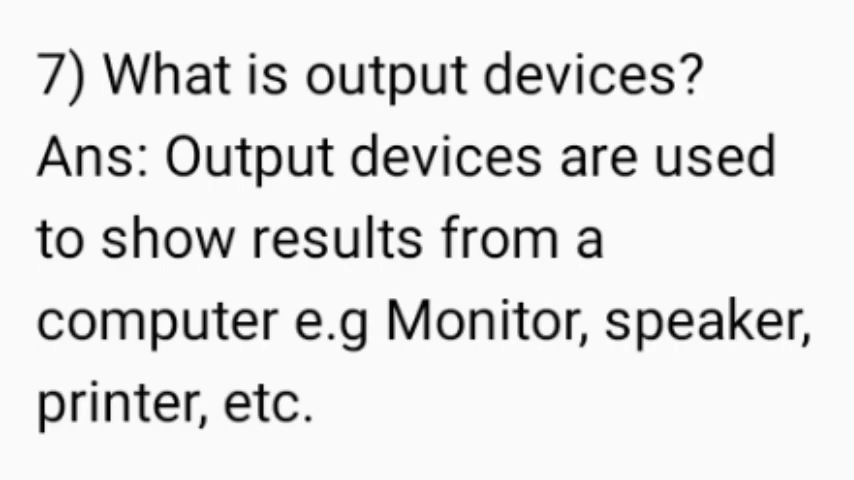 7) What is output devices?
Ans: Output devices are used
to show results from a
computer e.g Monitor, speaker,
printer, etc.